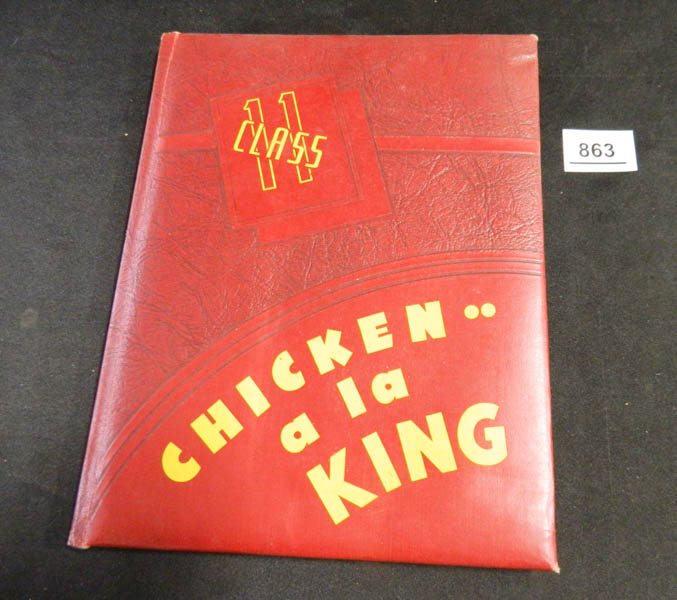 11
CLASS
CHICKEN..
a la
KING
863